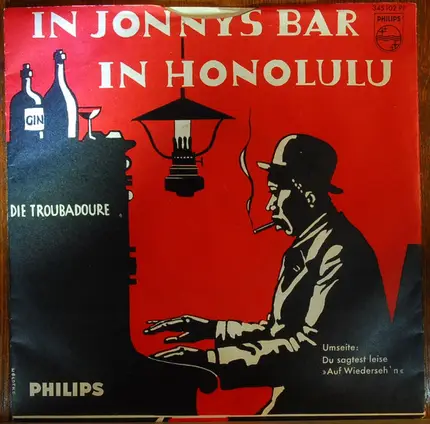 IN JONNYS BAR
IN HONOLULU
PHILIPS
GIN
DIE TROUBADOURE
Umseite:
Du sagtest leise
»Auf Wiederseh'n«
PHILIPS